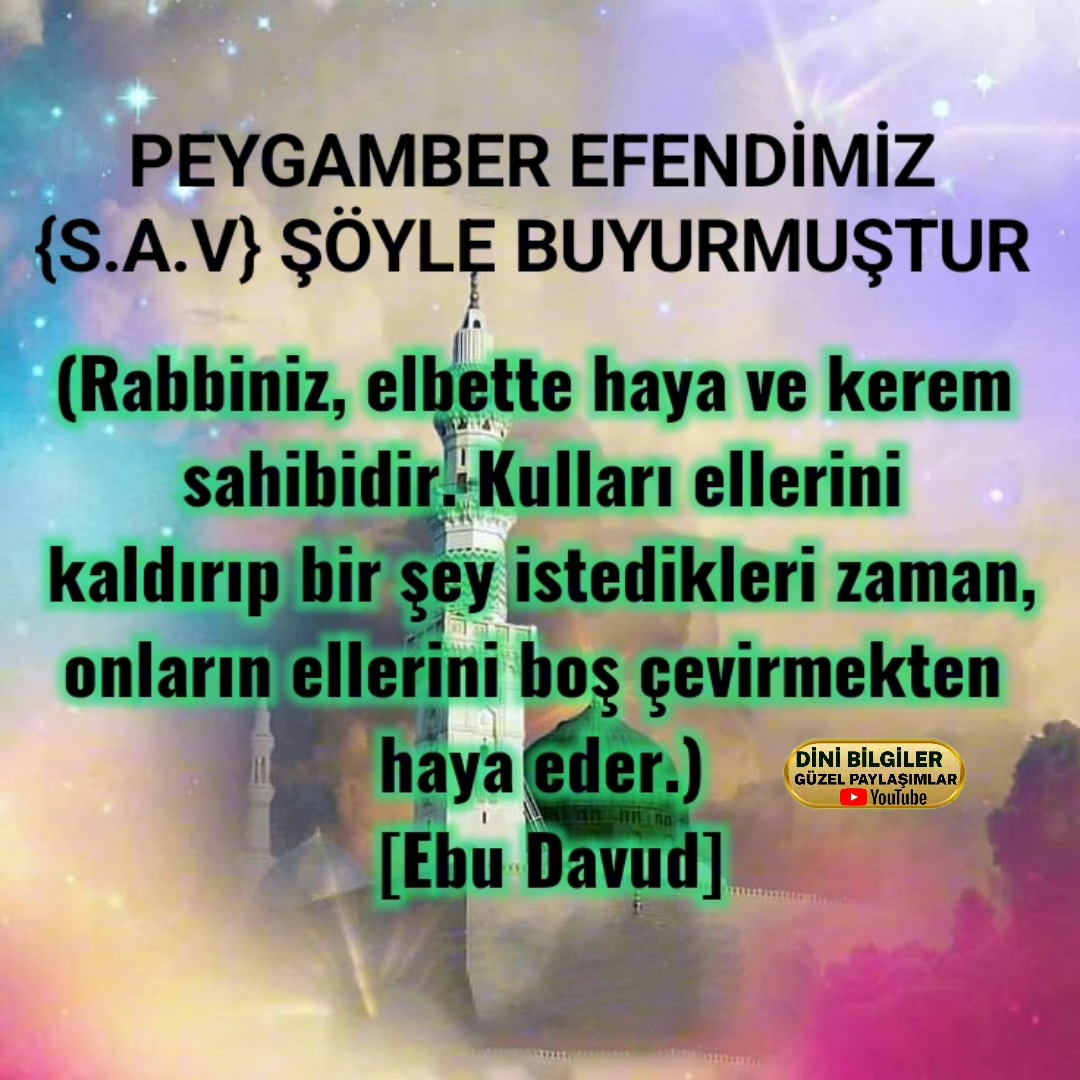 PEYGAMBER EFENDİMİZ
{S.A.V} ŞÖYLE BUYURMUŞTUR
(Rabbiniz, elbette haya ve kerem
sahibidir. Kulları ellerini
kaldırıp bir şey istedikleri zaman,
onların ellerini boş çevirmekten
haya eder.)
[Ebu Davud]
DİNİ BİLGİLER
GÜZEL PAYLAŞIMLAR
YouTube